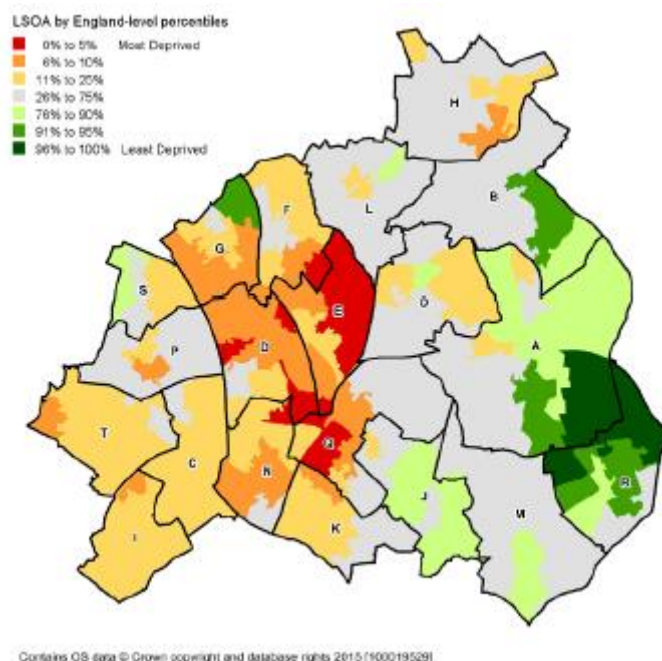 LSOA by England-level percentiles
0% to 5% Most Deprived
6% to 10%
11% to 25%
26% to 75%
76% to 90%
91% to 95%
96% to 100% Least Deprived
H
B
L
F
G
S
E
O
D
P
A
T
C
N
Q
R
J
M
I
K
Contains OS data © Crown copyright and database rights 2015 [100019529]